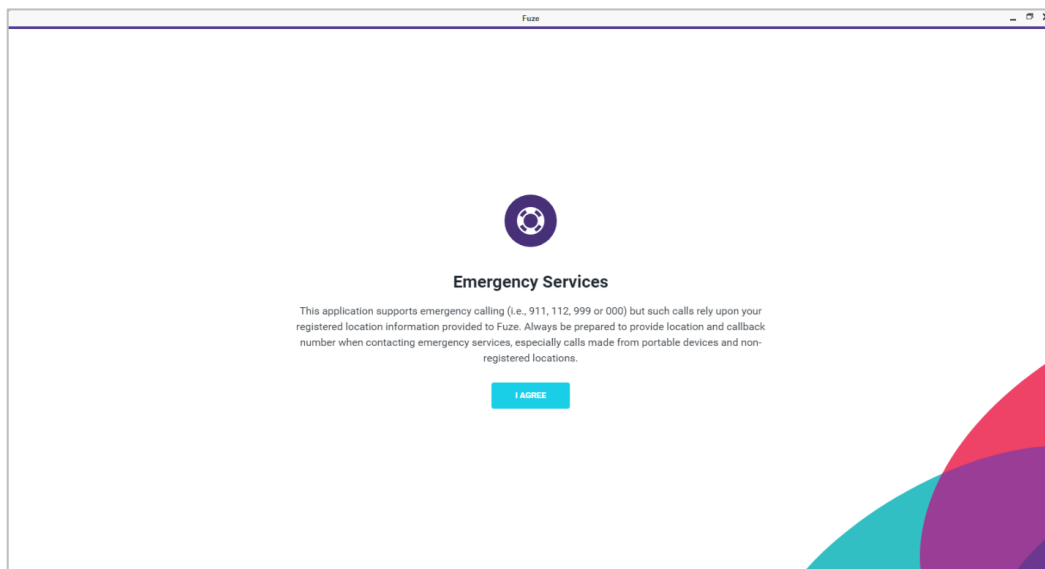 Fuze
Emergency Services
This application supports emergency calling (i.e., 911, 112, 999 or 000) but such calls rely upon your
registered location information provided to Fuze. Always be prepared to provide location and callback
number when contacting emergency services, especially calls made from portable devices and non-
registered locations.
I AGREE